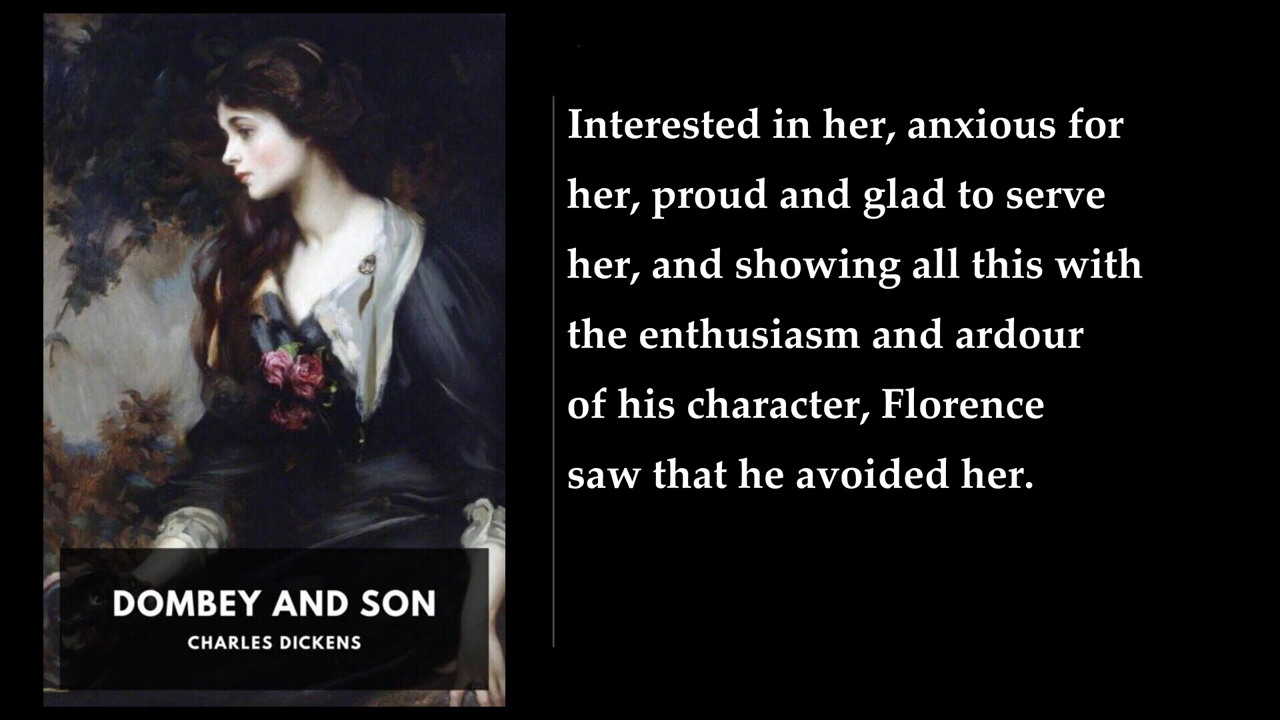 Interested in her, anxious for
her, proud and glad to serve
her, and showing all this with
the enthusiasm and ardour
of his character, Florence
saw that he avoided her.
DOMBEY AND SON
CHARLES DICKENS